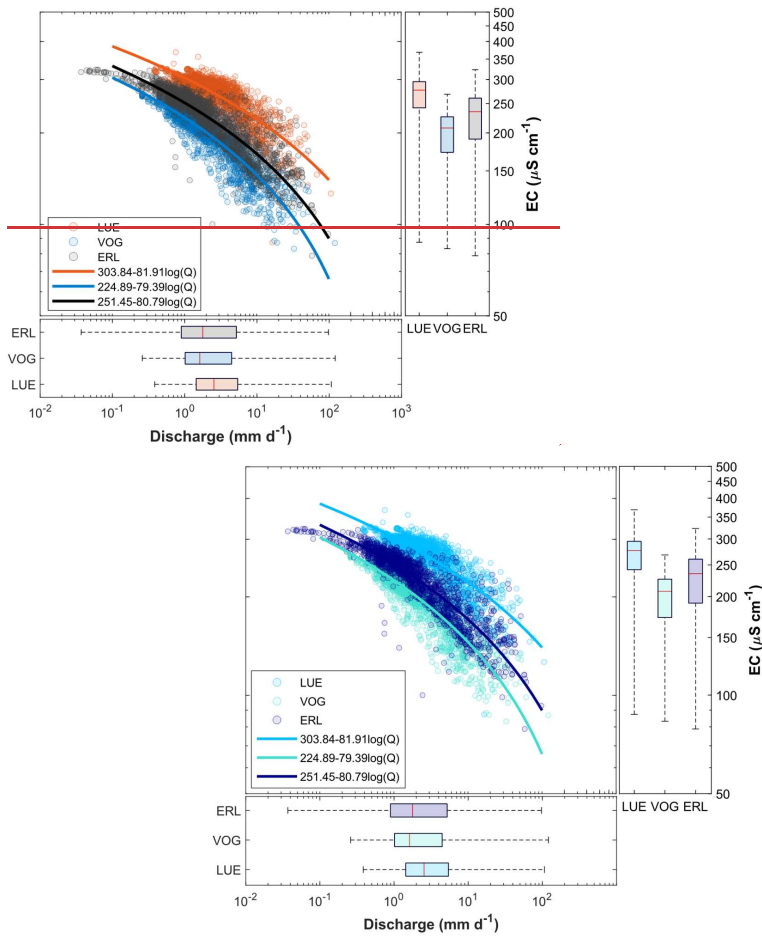 500
400
300
250
200
150
100
50
EC (μS cm⁻¹)
LUE
VOG
ERL
303.84-81.91log(Q)
224.89-79.39log(Q)
251.45-80.79log(Q)
LUE VOG ERL
ERL
VOG
LUE
10⁻² 10⁻¹ 10⁰ 10¹ 10² 10³
Discharge (mm d⁻¹)
500
400
300
250
200
150
100
50
EC (μS cm⁻¹)
LUE
VOG
ERL
303.84-81.91log(Q)
224.89-79.39log(Q)
251.45-80.79log(Q)
LUE VOG ERL
ERL
VOG
LUE
10⁻² 10⁻¹ 10⁰ 10¹ 10²
Discharge (mm d⁻¹)